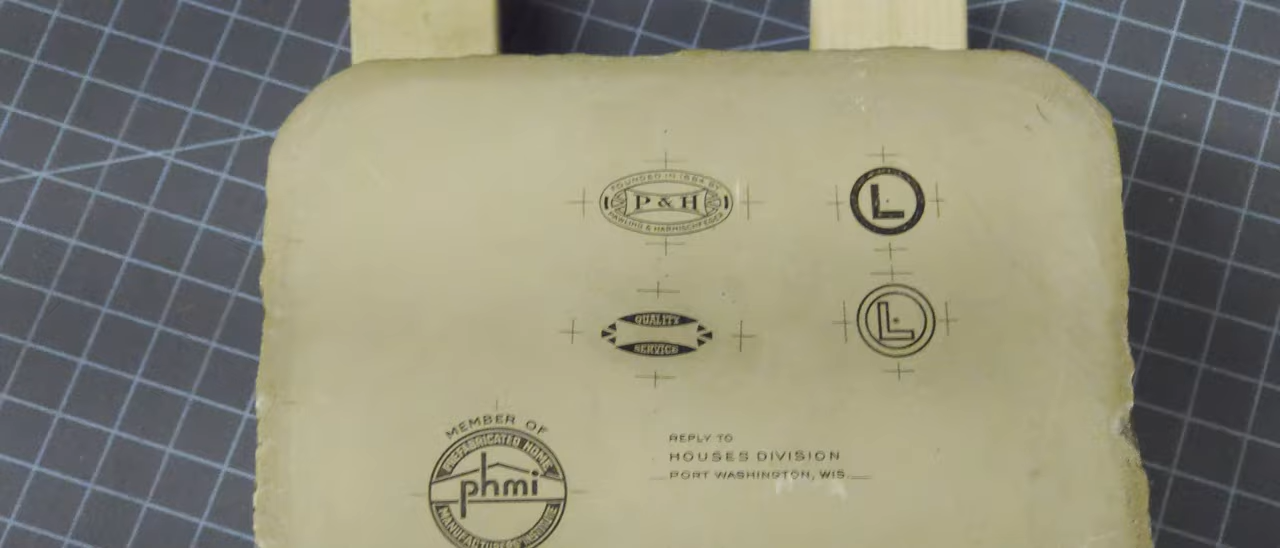 FOUNDED IN 1884 BY
P & H
PAWLING & HARNISCHFEGER
L
QUALITY
SERVICE
L
MEMBER OF
PREFABRICATED HOME
phmi
MANUFACTURERS' INSTITUTE
REPLY TO
HOUSES DIVISION
PORT WASHINGTON, WIS.